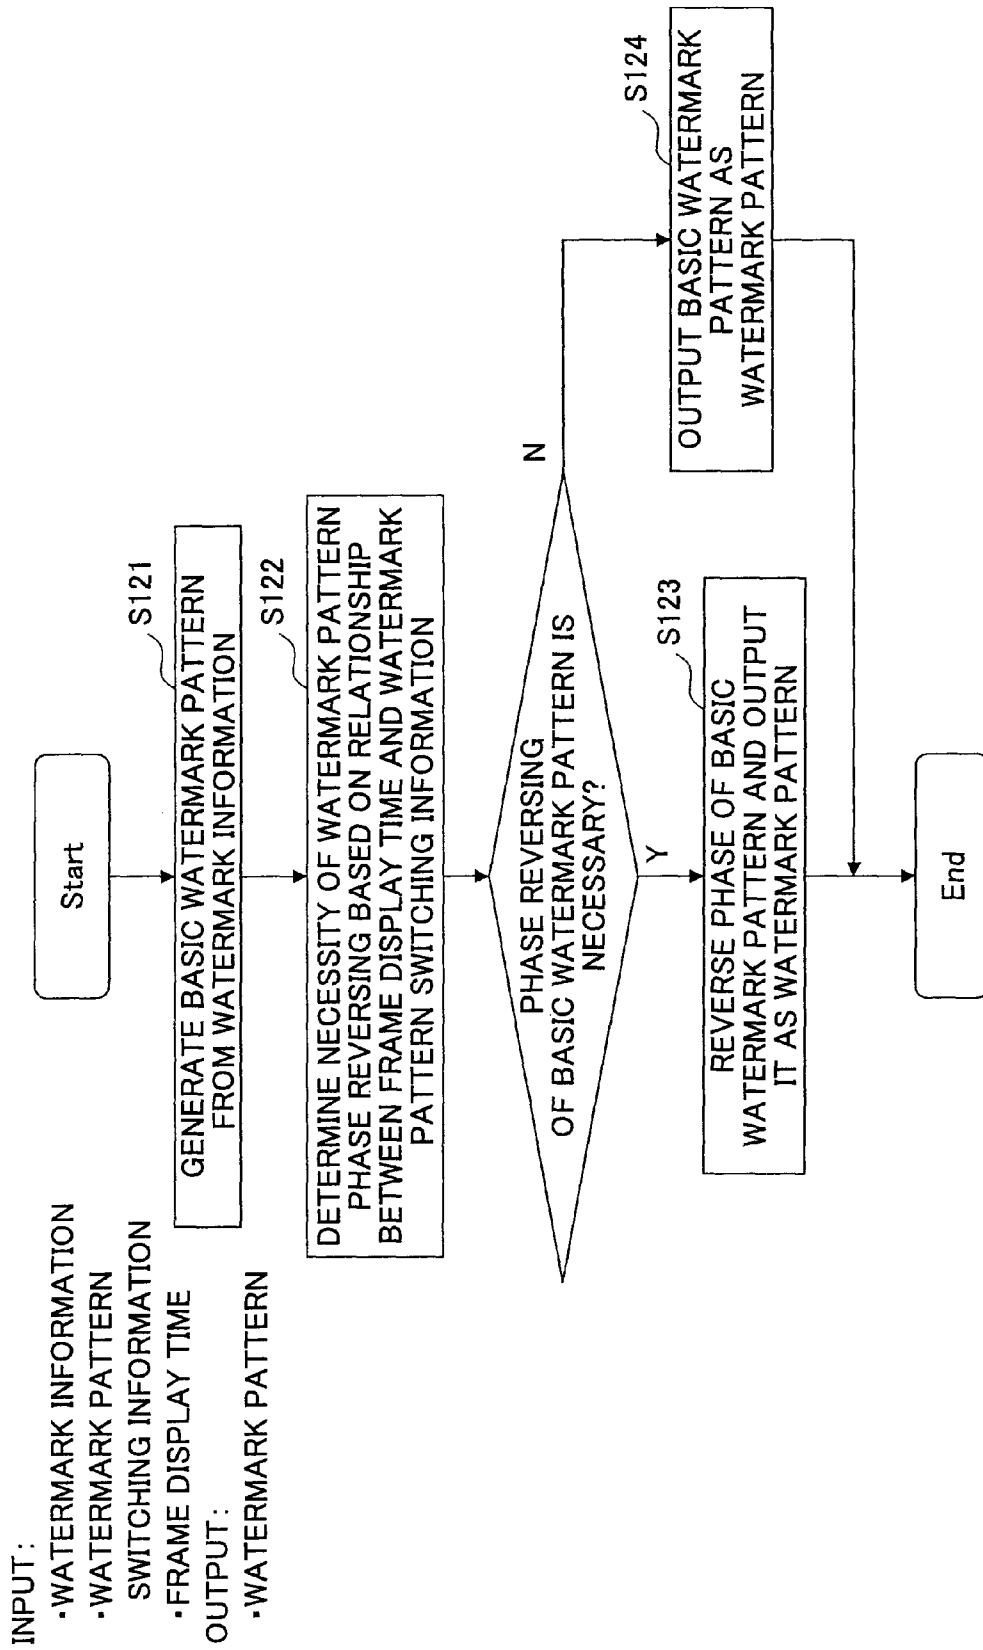 INPUT:
・WATERMARK INFORMATION
・WATERMARK PATTERN
SWITCHING INFORMATION
・FRAME DISPLAY TIME
OUTPUT:
・WATERMARK PATTERN
Start
S121
GENERATE BASIC WATERMARK PATTERN
FROM WATERMARK INFORMATION
S122
DETERMINE NECESSITY OF WATERMARK PATTERN
PHASE REVERSING BASED ON RELATIONSHIP
BETWEEN FRAME DISPLAY TIME AND WATERMARK
PATTERN SWITCHING INFORMATION
PHASE REVERSING
OF BASIC WATERMARK PATTERN IS
NECESSARY?
N
Y
S123
REVERSE PHASE OF BASIC
WATERMARK PATTERN AND OUTPUT
IT AS WATERMARK PATTERN
S124
OUTPUT BASIC WATERMARK
PATTERN AS
WATERMARK PATTERN
End